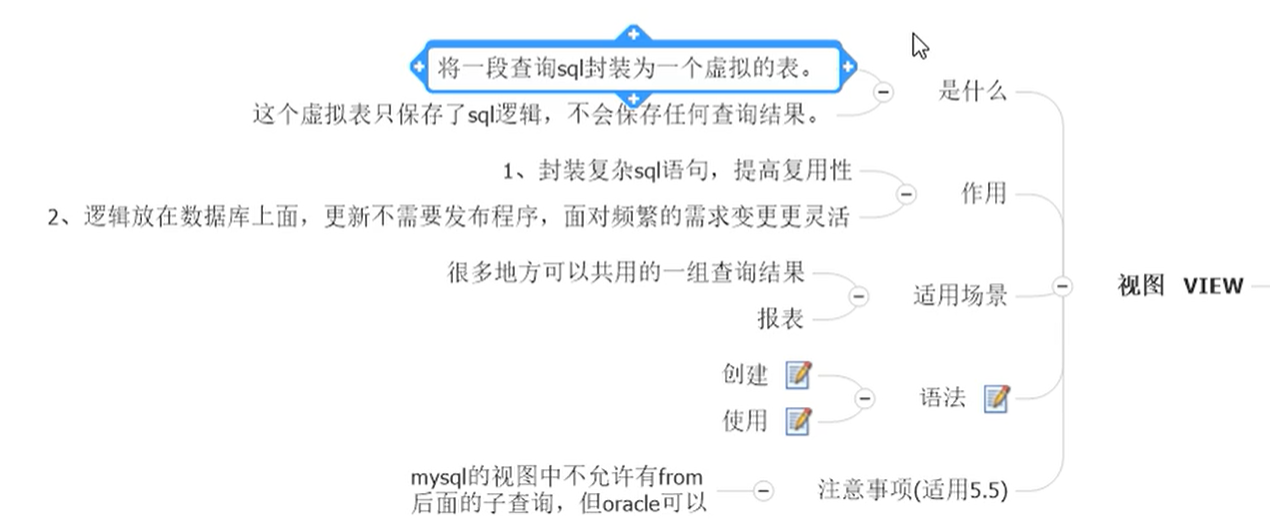 将一段查询sql封装为一个虚拟的表。
是什么
这个虚拟表只保存了sql逻辑，不会保存任何查询结果。
1、封装复杂sql语句，提高复用性
作用
2、逻辑放在数据库上面，更新不需要发布程序，面对频繁的需求变更更灵活
很多地方可以共用的一组查询结果
视图 VIEW
适用场景
报表
创建
语法
使用
mysql的视图中不允许有from
后面的子查询，但oracle可以
注意事项(适用5.5)